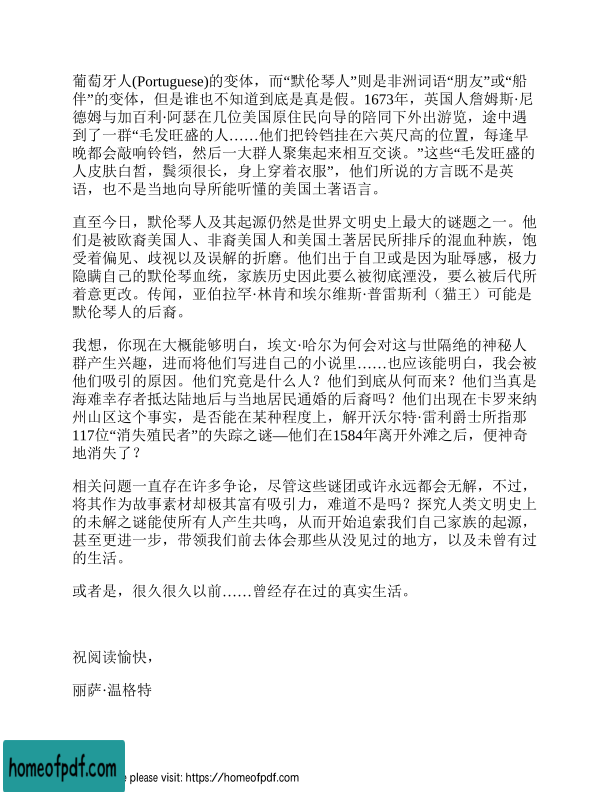 葡萄牙人(Portuguese)的变体，而“默伦琴人”则是非洲词语“朋友”或“船
伴”的变体，但是谁也不知道到底是真是假。1673年，英国人詹姆斯·尼
德姆与加百利·阿瑟在几位美国原住民向导的陪同下外出游览，途中遇
到了一群“毛发旺盛的人……他们把铃铛挂在六英尺高的位置，每逢早
晚都会敲响铃铛，然后一大群人聚集起来相互交谈。”这些“毛发旺盛的
人皮肤白皙，鬓须很长，身上穿着衣服”，他们所说的方言既不是英
语，也不是当地向导所能听懂的美国土著语言。
直至今日，默伦琴人及其起源仍然是世界文明史上最大的谜题之一。他
们是被欧裔美国人、非裔美国人和美国土著居民所排斥的混血种族，饱
受着偏见、歧视以及误解的折磨。他们出于自卫或是因为耻辱感，极力
隐瞒自己的默伦琴血统，家族历史因此要么被彻底湮没，要么被后代所
着意更改。传闻，亚伯拉罕·林肯和埃尔维斯·普雷斯利（猫王）可能是
默伦琴人的后裔。
我想，你现在大概能够明白，埃文·哈尔为何会对这与世隔绝的神秘人
群产生兴趣，进而将他们写进自己的小说里……也应该能明白，我会被
他们吸引的原因。他们究竟是什么人？他们到底从何而来？他们当真是
海难幸存者抵达陆地后与当地居民通婚的后裔吗？他们出现在卡罗来纳
州山区这个事实，是否能在某种程度上，解开沃尔特·雷利爵士所指那
117位“消失殖民者”的失踪之谜—他们在1584年离开外滩之后，便神奇
地消失了？
相关问题一直存在许多争论，尽管这些谜团或许永远都会无解，不过，
将其作为故事素材却极其富有吸引力，难道不是吗？探究人类文明史上
的未解之谜能使所有人产生共鸣，从而开始追索我们自己家族的起源，
甚至更进一步，带领我们前去体会那些从没见过的地方，以及未曾有过
的生活。
或者是，很久很久以前……曾经存在过的真实生活。
祝阅读愉快，
丽萨·温格特
homeofpdf.com
e please visit: https://homeofpdf.com